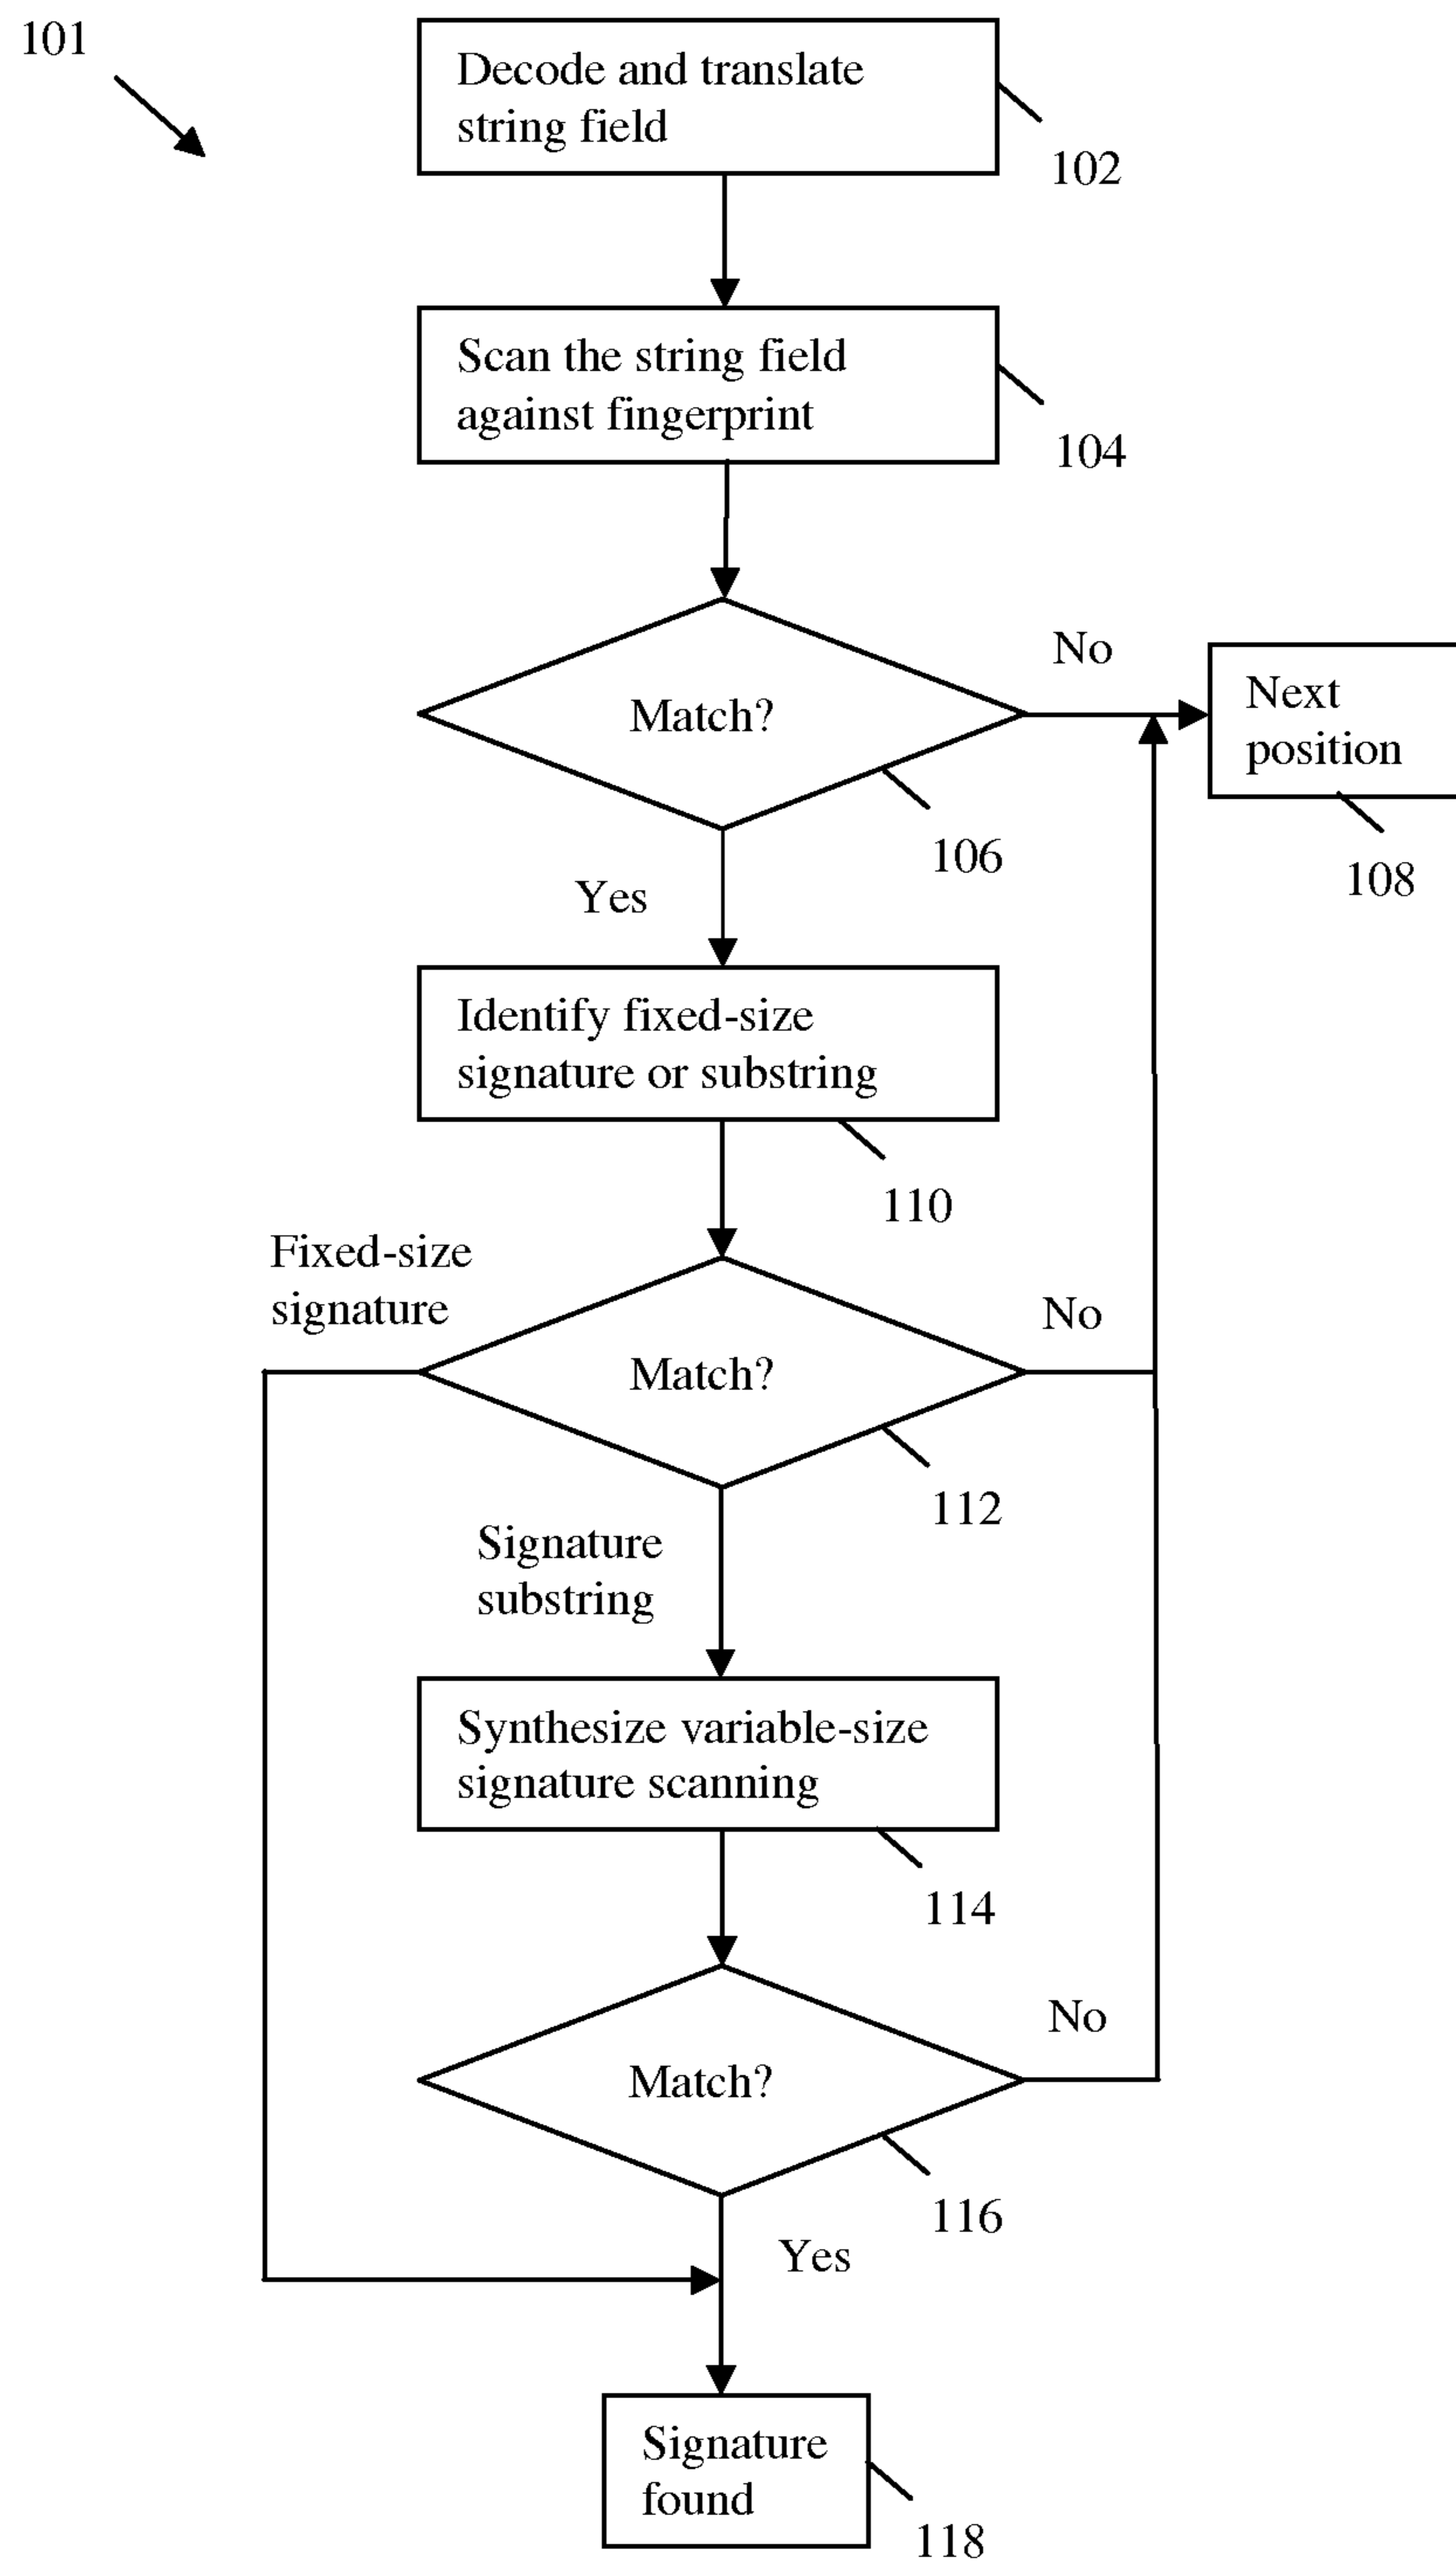 101
Decode and translate
string field
102
Scan the string field
against fingerprint
104
No
Match?
Next
position
106
108
Yes
Identify fixed-size
signature or substring
110
Fixed-size
signature
No
Match?
112
Signature
substring
Synthesize variable-size
signature scanning
114
No
Match?
116
Yes
Signature
found
118